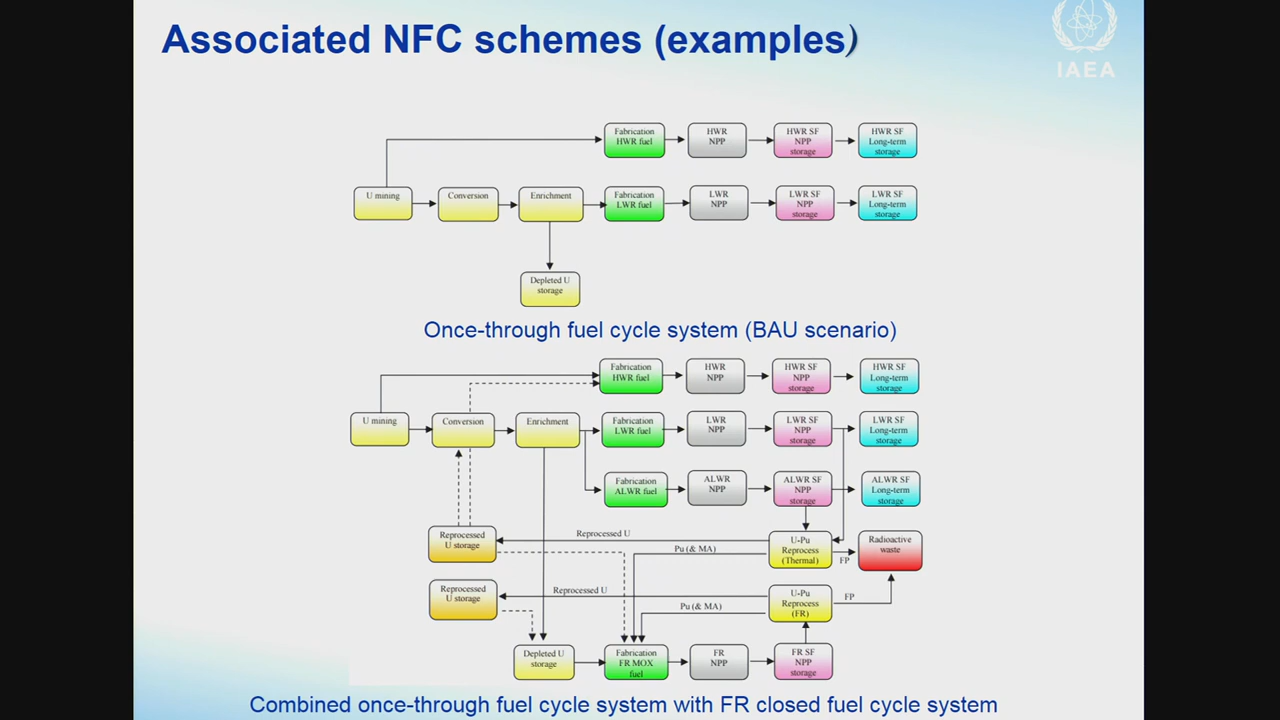 Associated NFC schemes (examples)
IAEA
Fabrication
HWR fuel
HWR
NPP
HWR SF
NPP
storage
HWR SF
Long-term
storage
U mining
Conversion
Enrichment
Fabrication
LWR fuel
LWR
NPP
LWR SF
NPP
storage
LWR SF
Long-term
storage
Depleted U
storage
Once-through fuel cycle system (BAU scenario)
Fabrication
HWR fuel
HWR
NPP
HWR SF
NPP
storage
HWR SF
Long-term
storage
U mining
Conversion
Enrichment
Fabrication
LWR fuel
LWR
NPP
LWR SF
NPP
storage
LWR SF
Long-term
storage
Fabrication
ALWR fuel
ALWR
NPP
ALWR SF
NPP
storage
ALWR SF
Long-term
storage
Reprocessed
U storage
Reprocessed U
Pu (& MA)
U-Pu
Reprocess
(Thermal)
FP
Radioactive
waste
Reprocessed
U storage
Reprocessed U
Pu (& MA)
U-Pu
Reprocess
(FR)
FP
Depleted U
storage
Fabrication
FR MOX
fuel
FR
NPP
FR SF
NPP
storage
Combined once-through fuel cycle system with FR closed fuel cycle system